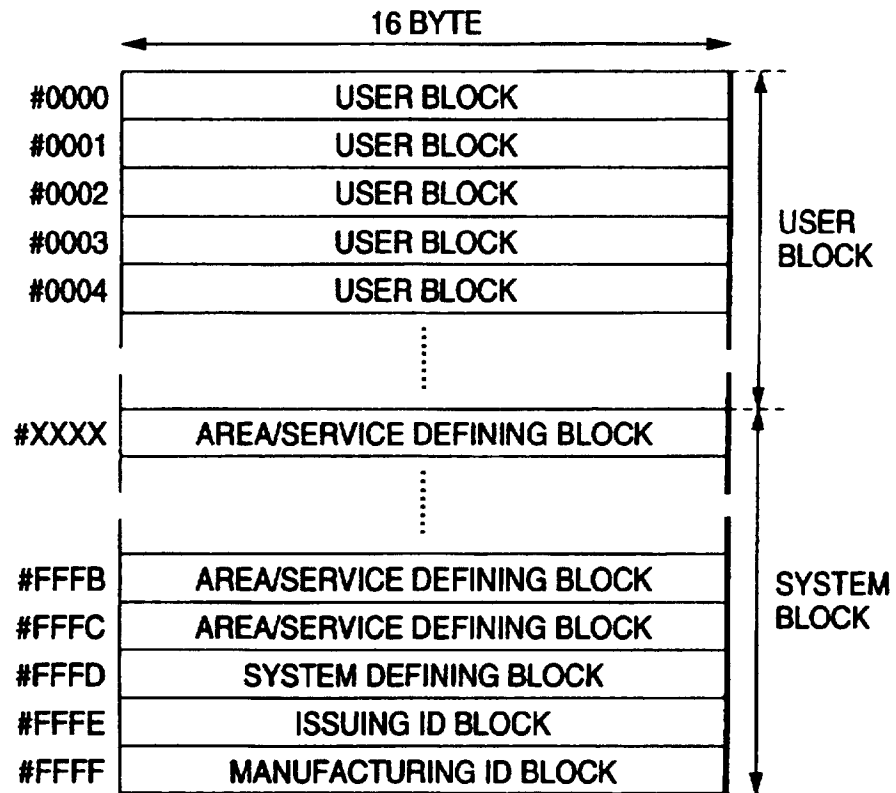 16 BYTE
#0000 USER BLOCK
#0001 USER BLOCK
#0002 USER BLOCK
#0003 USER BLOCK
#0004 USER BLOCK
USER
BLOCK
#XXXX AREA/SERVICE DEFINING BLOCK
#FFFB AREA/SERVICE DEFINING BLOCK
#FFFC AREA/SERVICE DEFINING BLOCK
#FFFD SYSTEM DEFINING BLOCK
#FFFE ISSUING ID BLOCK
#FFFF MANUFACTURING ID BLOCK
SYSTEM
BLOCK